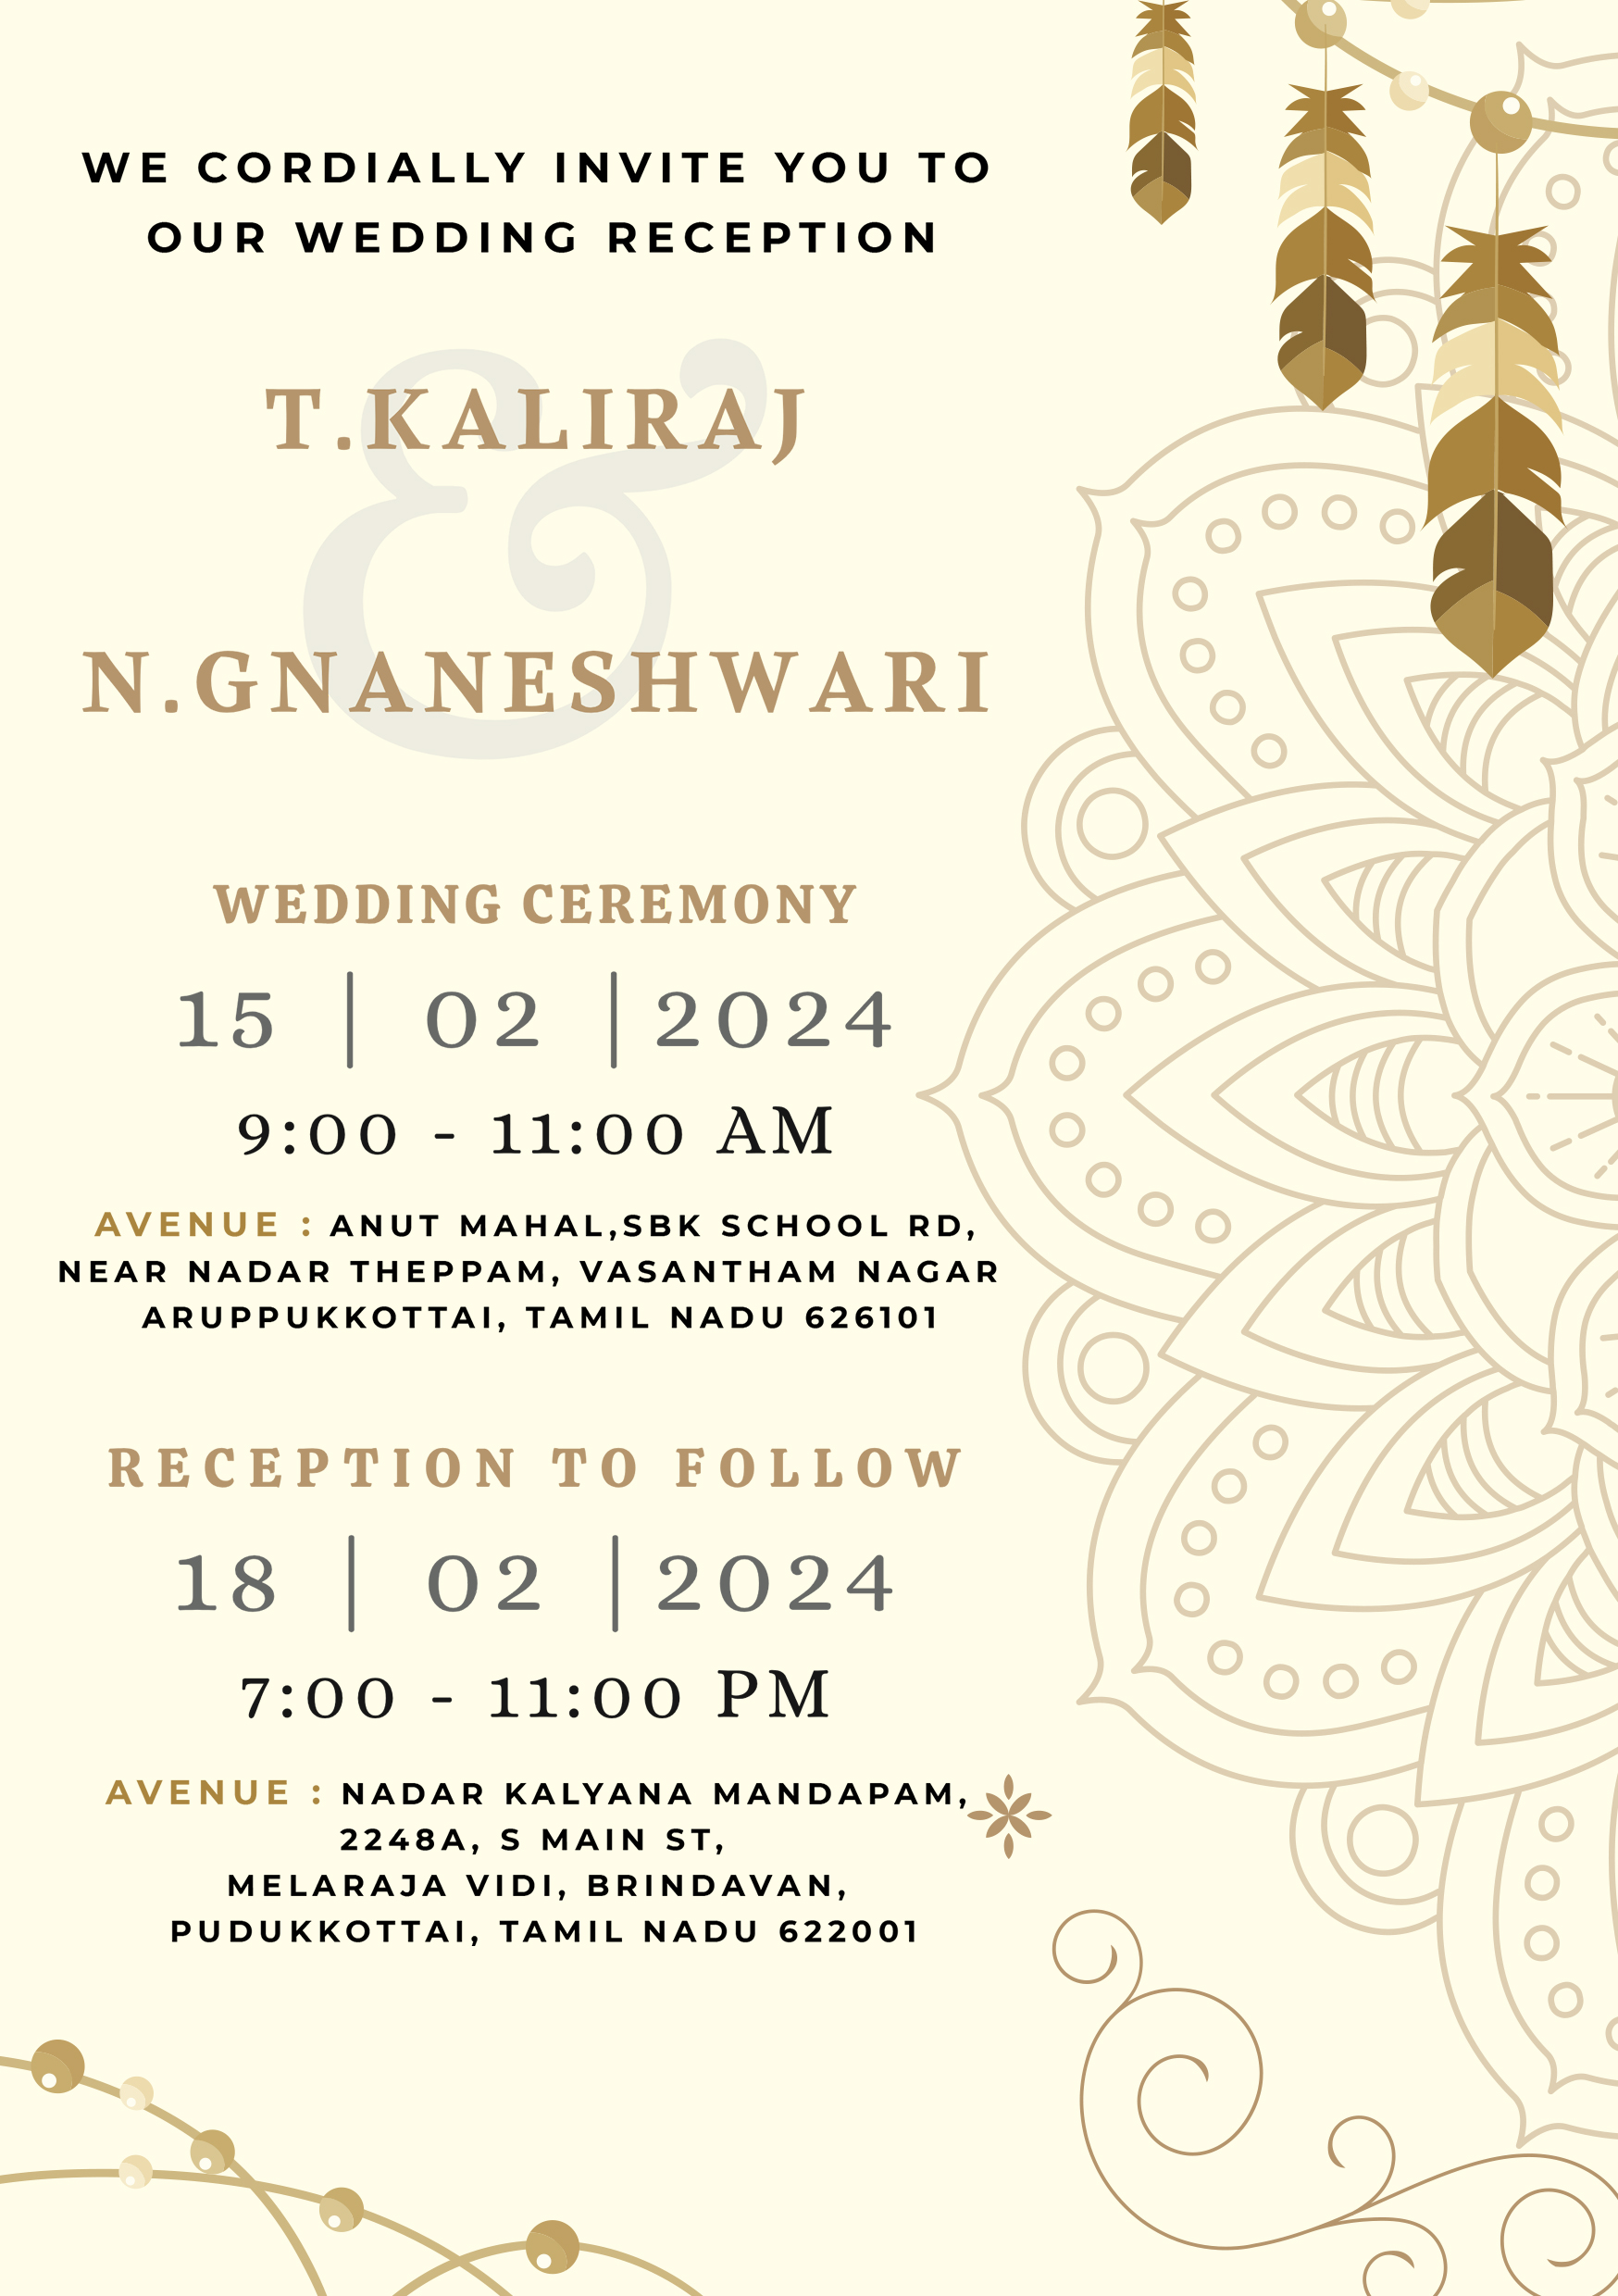 WE CORDIALLY INVITE YOU TO
OUR WEDDING RECEPTION
T.KALIRAJ
&
N.GNANESHWARI
WEDDING CEREMONY
15 | 02 | 2024
9:00 - 11:00 AM
AVENUE : ANUT MAHAL,SBK SCHOOL RD,
NEAR NADAR THEPPAM, VASANTHAM NAGAR
ARUPPUKKOTTAI, TAMIL NADU 626101
RECEPTION TO FOLLOW
18 | 02 | 2024
7:00 - 11:00 PM
AVENUE : NADAR KALYANA MANDAPAM,
2248A, S MAIN ST,
MELARAJA VIDI, BRINDAVAN,
PUDUKKOTTAI, TAMIL NADU 622001